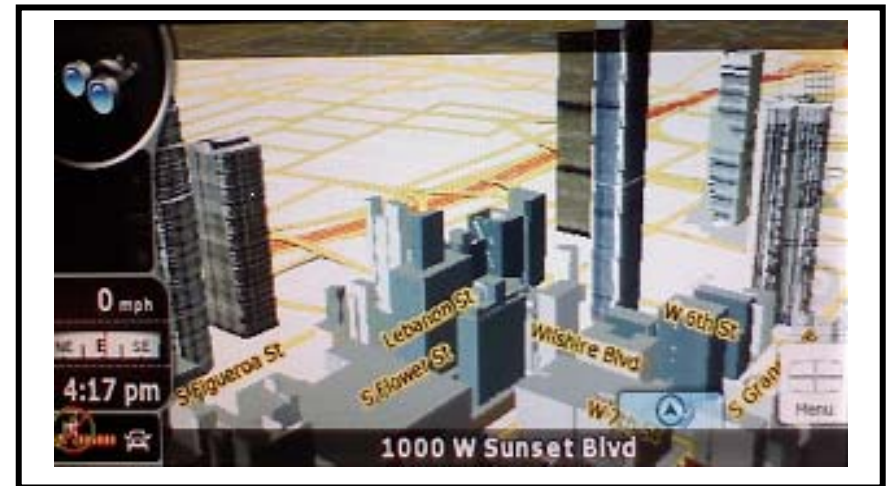 0 mph
NE E SE
4:17 pm
S Figueroa St
Lebanon St
S Flower St
Wilshire Blvd
W 6th St
W
S Gran
Menu
1000 W Sunset Blvd